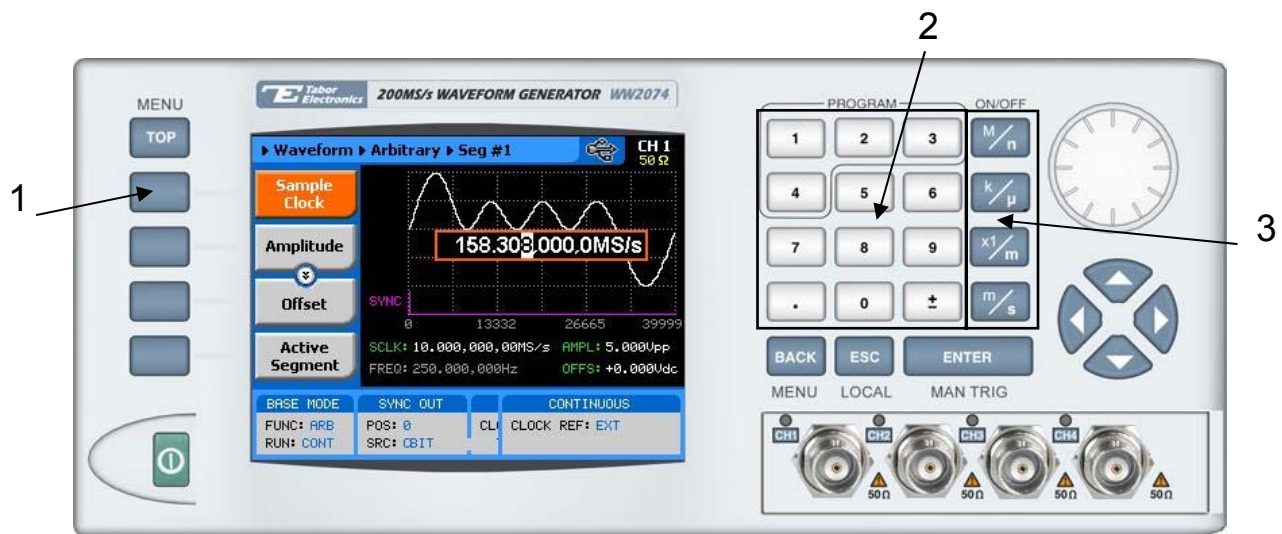 2
1
3
MENU
TOP
Tabor Electronics 200MS/s WAVEFORM GENERATOR WW2074
Waveform Arbitrary Seg #1
CH 1
50 Ω
Sample
Clock
Amplitude
Offset
Active
Segment
158.308,000,0MS/s
SYNC
0 13332 26665 39999
SCLK: 10.000,000,00MS/s AMPL: 5.000Vpp
FREQ: 250.000,000Hz OFFS: +0.000Vdc
BASE MODE SYNC OUT CONTINUOUS
FUNC: ARB POS: 0 CL CLOCK REF: EXT
RUN: CONT SRC: CBIT
PROGRAM ON/OFF
1 2 3 M/n
4 5 6 k/µ
7 8 9 x1/m
. 0 ± m/s
BACK ESC ENTER
MENU LOCAL MAN TRIG
CH1 CH2 CH3 CH4
50Ω 50Ω 50Ω 50Ω